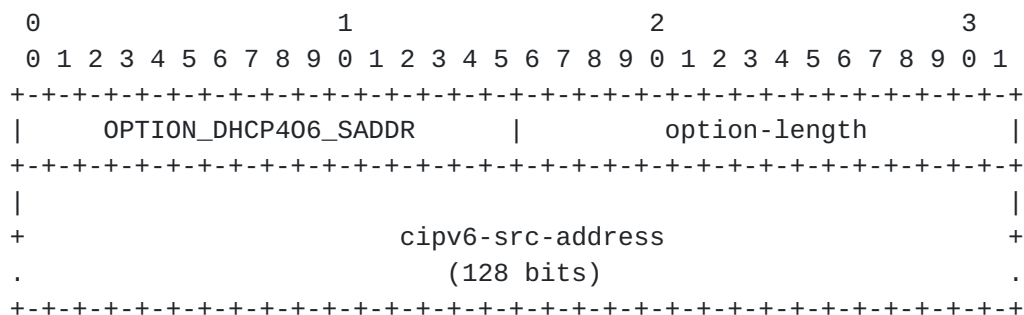 0                   1                   2                   3
0 1 2 3 4 5 6 7 8 9 0 1 2 3 4 5 6 7 8 9 0 1 2 3 4 5 6 7 8 9 0 1
+-+-+-+-+-+-+-+-+-+-+-+-+-+-+-+-+-+-+-+-+-+-+-+-+-+-+-+-+-+-+-+-+
|     OPTION_DHCP4O6_SADDR      |         option-length         |
+-+-+-+-+-+-+-+-+-+-+-+-+-+-+-+-+-+-+-+-+-+-+-+-+-+-+-+-+-+-+-+-+
|                                                               |
+                        cipv6-src-address                      +
.                           (128 bits)                          .
+-+-+-+-+-+-+-+-+-+-+-+-+-+-+-+-+-+-+-+-+-+-+-+-+-+-+-+-+-+-+-+-+